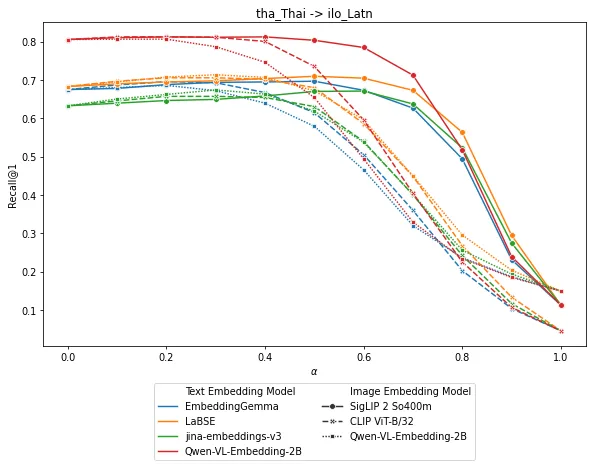 tha_Thai -> ilo_Latn
Recall@1
0.8
0.7
0.6
0.5
0.4
0.3
0.2
0.1
0.0 0.2 0.4 0.6 0.8 1.0
α
Text Embedding Model Image Embedding Model
EmbeddingGemma SigLIP 2 So400m
LaBSE CLIP ViT-B/32
jina-embeddings-v3 Qwen-VL-Embedding-2B
Qwen-VL-Embedding-2B